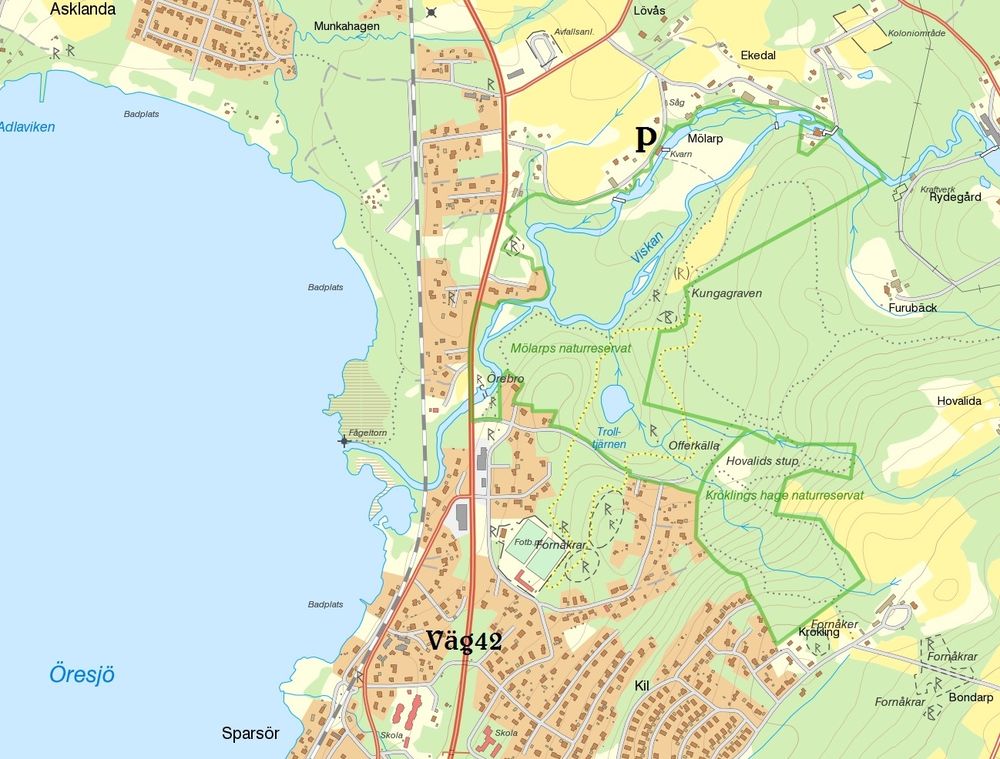 Asklanda
Munkahagen
Lövås
Avfallsanl.
Koloniområde
Ekedal
Adlaviken
Badplats
Såg
P
Mölarp
Kvarn
Kraftverk
Rydegård
Viskan
(R)
Badplats
Kungagraven
Furubäck
R
R
R
Mölarps naturreservat
Örebro
Hovalida
Fågeltorn
Troll-
tjärnen
Offerkälla
Hovalids stup
Kröklings hage naturreservat
Fotb.pl
Fornåkrar
Badplats
Fornåker
Krökling
Väg42
Fornåkrar
Öresjö
Kil
Fornåkrar
Bondarp
Sparsör
Skola
Skola